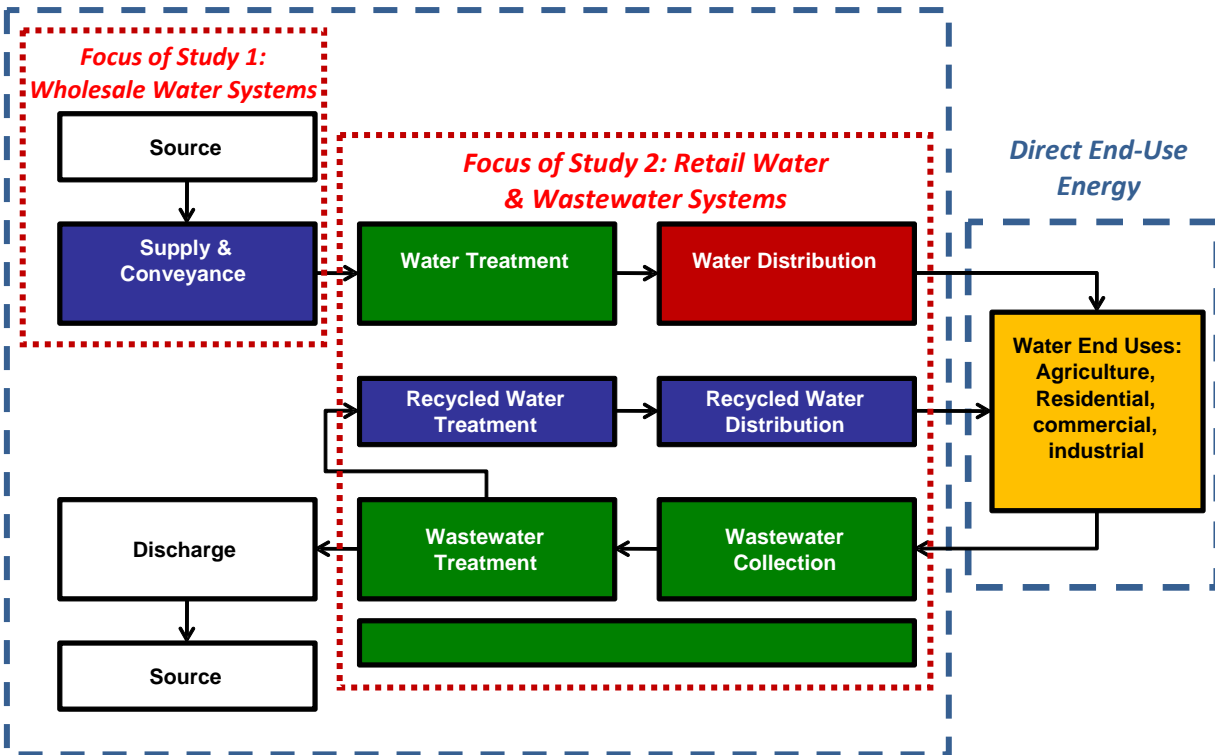 Focus of Study 1:
Wholesale Water Systems
Source
Supply &
Conveyance
Focus of Study 2: Retail Water
& Wastewater Systems
Water Treatment
Water Distribution
Direct End-Use
Energy
Water End Uses:
Agriculture,
Residential,
commercial,
industrial
Recycled Water
Treatment
Recycled Water
Distribution
Discharge
Wastewater
Treatment
Wastewater
Collection
Source